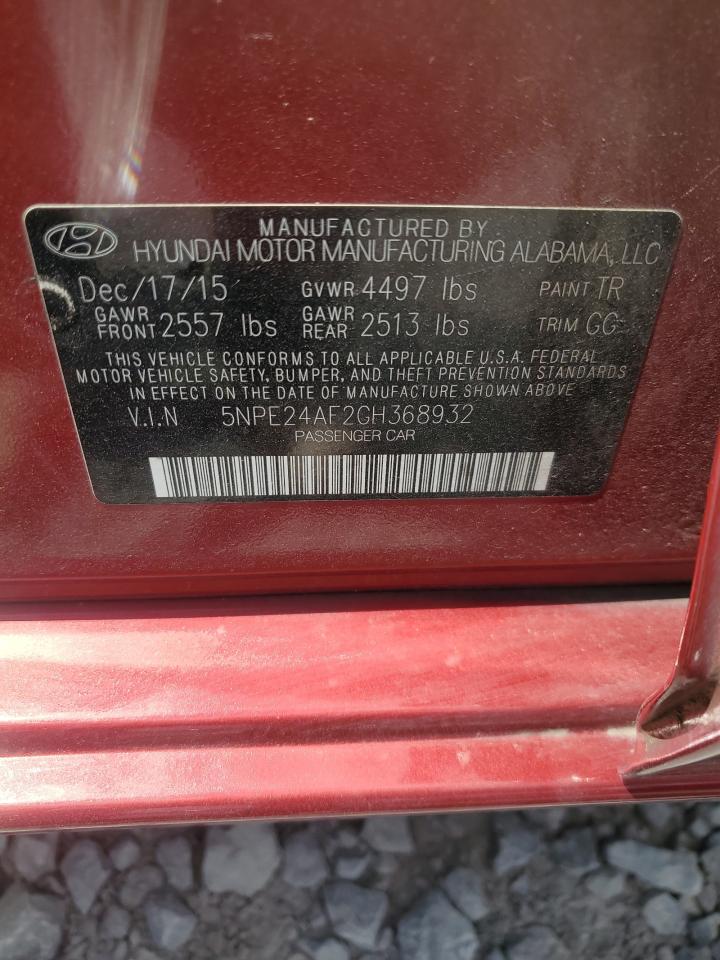 MANUFACTURED BY
HYUNDAI MOTOR MANUFACTURING ALABAMA, LLC
Dec/17/15 GVWR 4497 lbs PAINT TR
GAWR FRONT 2557 lbs GAWR REAR 2513 lbs TRIM GG
THIS VEHICLE CONFORMS TO ALL APPLICABLE U.S.A. FEDERAL
MOTOR VEHICLE SAFETY, BUMPER, AND THEFT PREVENTION STANDARDS
IN EFFECT ON THE DATE OF MANUFACTURE SHOWN ABOVE
V.I.N 5NPE24AF2GH368932
PASSENGER CAR